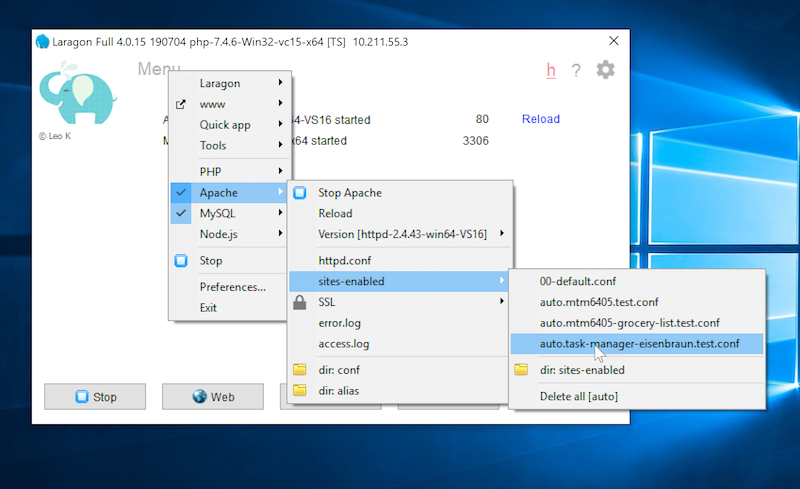 Laragon Full 4.0.15 190704 php-7.4.6-Win32-vc15-x64 [TS] 10.211.55.3
Menu
h ?
© Leo K
64-VS16 started 80 Reload
x64 started 3306
Laragon
www
Quick app
Tools
PHP
Apache
MySQL
Node.js
Stop
Preferences...
Exit
Stop Apache
Reload
Version [httpd-2.4.43-win64-VS16]
httpd.conf
sites-enabled
SSL
error.log
access.log
dir: conf
dir: alias
00-default.conf
auto.mtm6405.test.conf
auto.mtm6405-grocery-list.test.conf
auto.task-manager-eisenbraun.test.conf
dir: sites-enabled
Delete all [auto]
Stop
Web